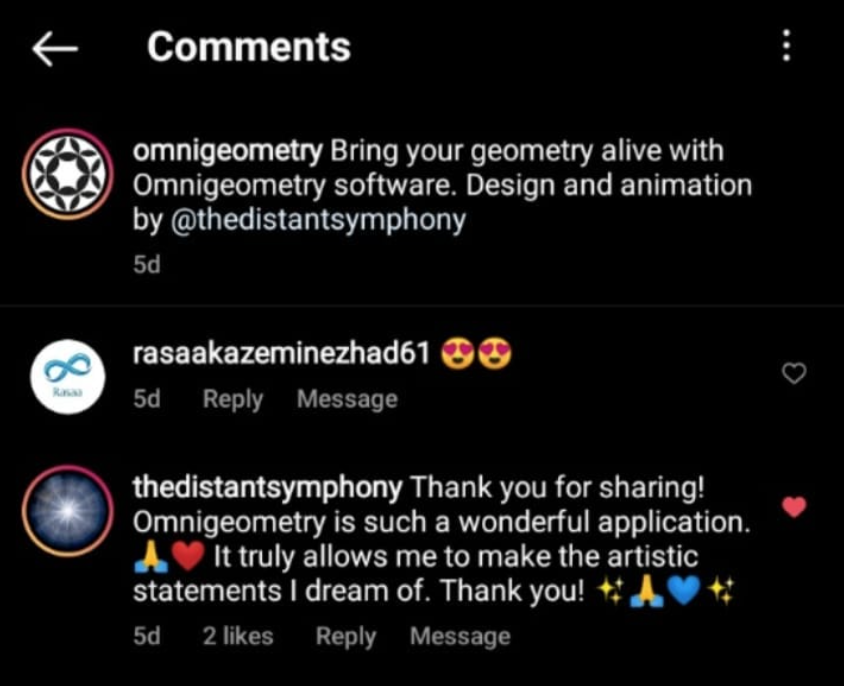 Comments
omnigeometry Bring your geometry alive with
Omnigeometry software. Design and animation
by @thedistantsymphony
5d
rasaakazeminezhad61 😍😍
Rasaa
5d Reply Message
thedistantsymphony Thank you for sharing!
Omnigeometry is such a wonderful application.
🙏❤️ It truly allows me to make the artistic
statements I dream of. Thank you! ✨🙏💙✨
5d 2 likes Reply Message